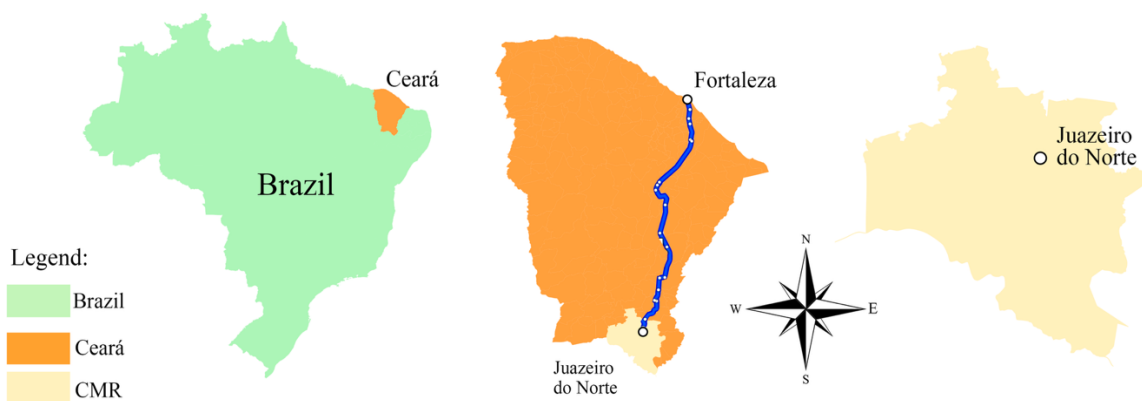 Ceará
Brazil
Legend:
Brazil
Ceará
CMR
Fortaleza
Juazeiro
do Norte
N
W
E
S
Juazeiro
do Norte